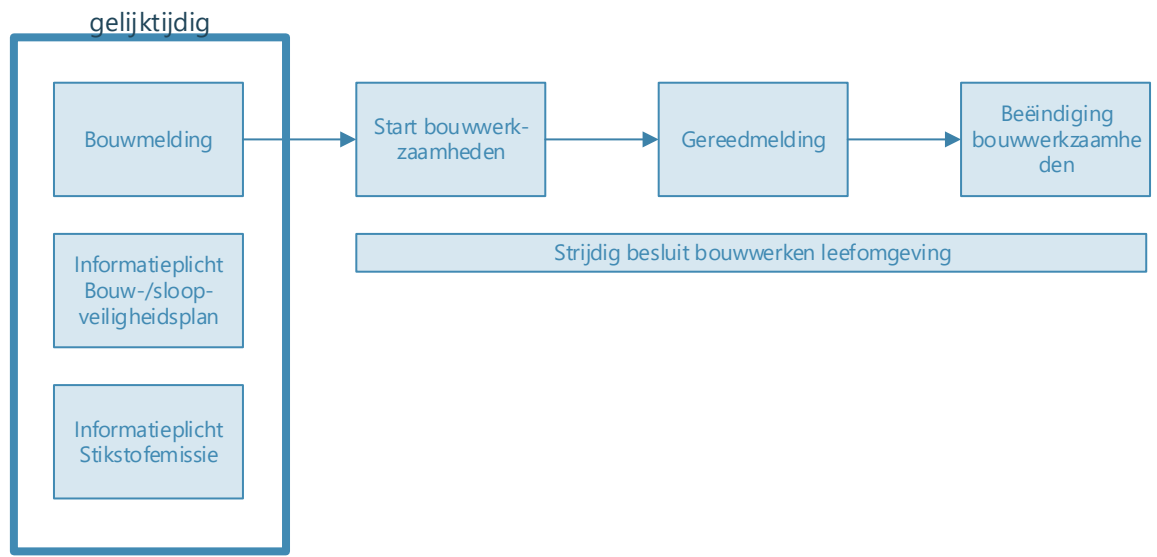 gelijktijdig
Bouwmelding
Start bouwwerk-
zaamheden
Gereedmelding
Beëindiging
bouwwerkzaamhe
den
Informatieplicht
Bouw-/sloop-
veiligheidsplan
Strijdig besluit bouwwerken leefomgeving
Informatieplicht
Stikstofemissie